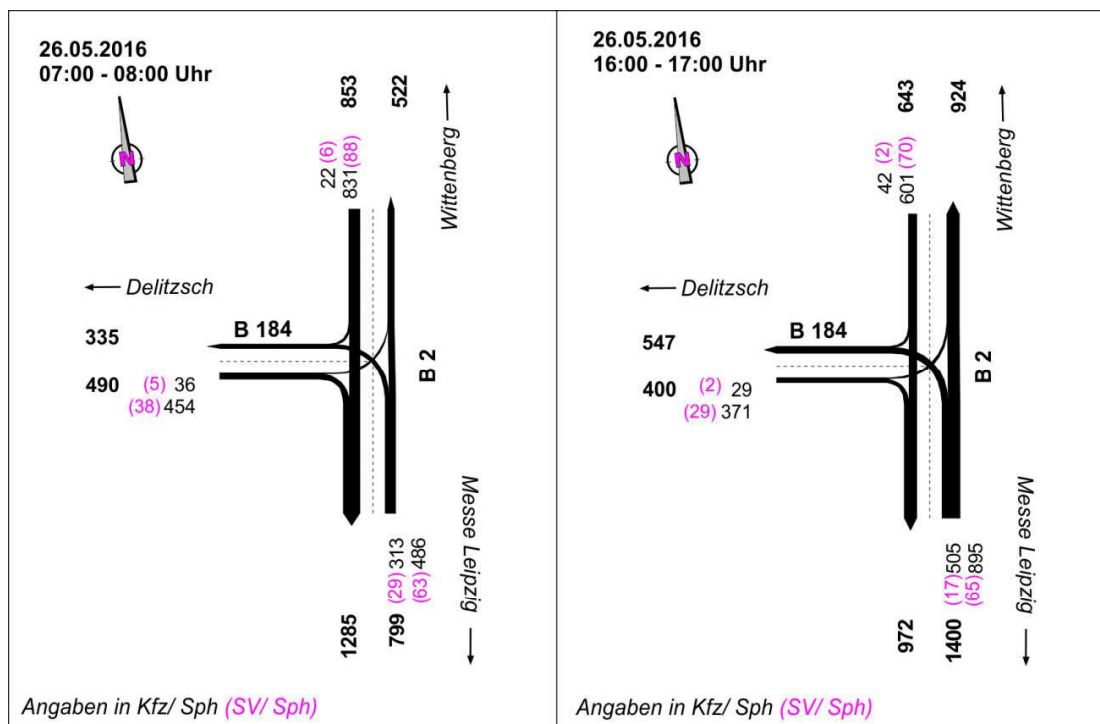 26.05.2016
07:00 - 08:00 Uhr
N
853
522
22 (6)
831(88)
Wittenberg
Delitzsch
335
B 184
490
(5) 36
(38) 454
B 2
(29)313
(63) 486
1285
799
Messe Leipzig
Angaben in Kfz/ Sph (SV/ Sph)
26.05.2016
16:00 - 17:00 Uhr
N
643
924
42 (2)
601 (70)
Wittenberg
Delitzsch
547
B 184
400
(2) 29
(29) 371
B 2
(17)505
(65)895
972
1400
Messe Leipzig
Angaben in Kfz/ Sph (SV/ Sph)